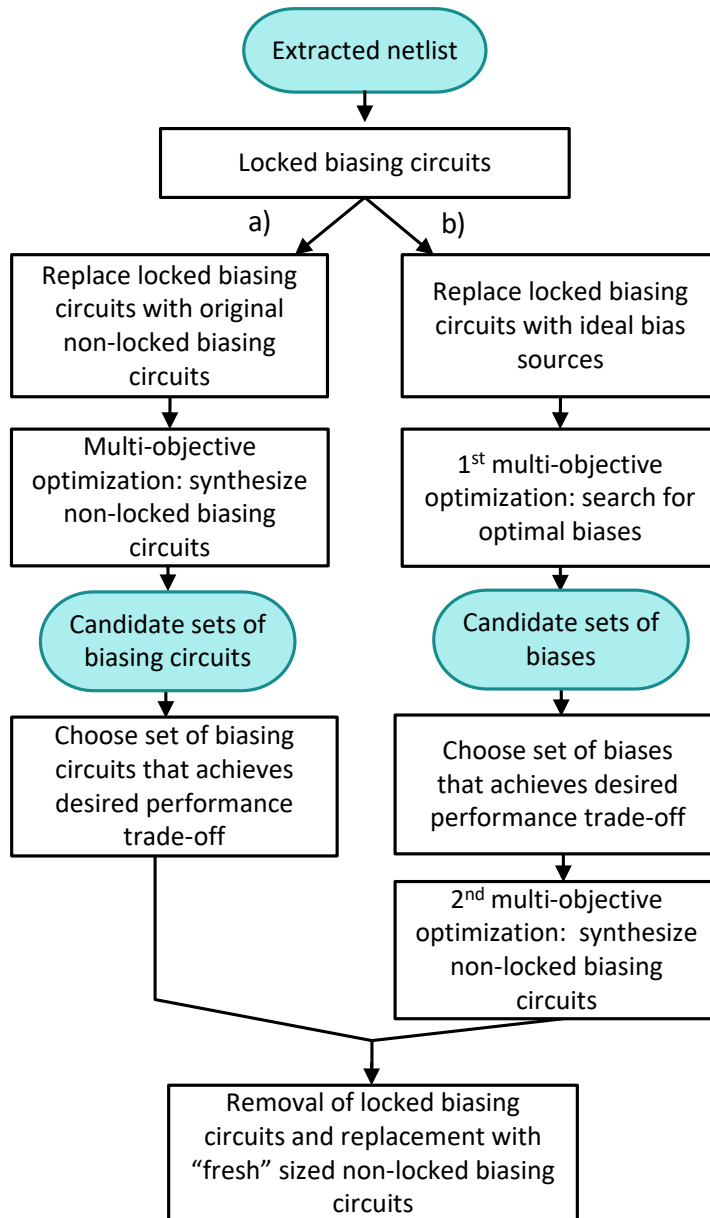 Extracted netlist
Locked biasing circuits
a)
b)
Replace locked biasing
circuits with original
non-locked biasing
circuits
Replace locked biasing
circuits with ideal bias
sources
Multi-objective
optimization: synthesize
non-locked biasing
circuits
1st multi-objective
optimization: search for
optimal biases
Candidate sets of
biasing circuits
Candidate sets of
biases
Choose set of biasing
circuits that achieves
desired performance
trade-off
Choose set of biases
that achieves desired
performance trade-off
2nd multi-objective
optimization: synthesize
non-locked biasing
circuits
Removal of locked biasing
circuits and replacement with
“fresh” sized non-locked biasing
circuits